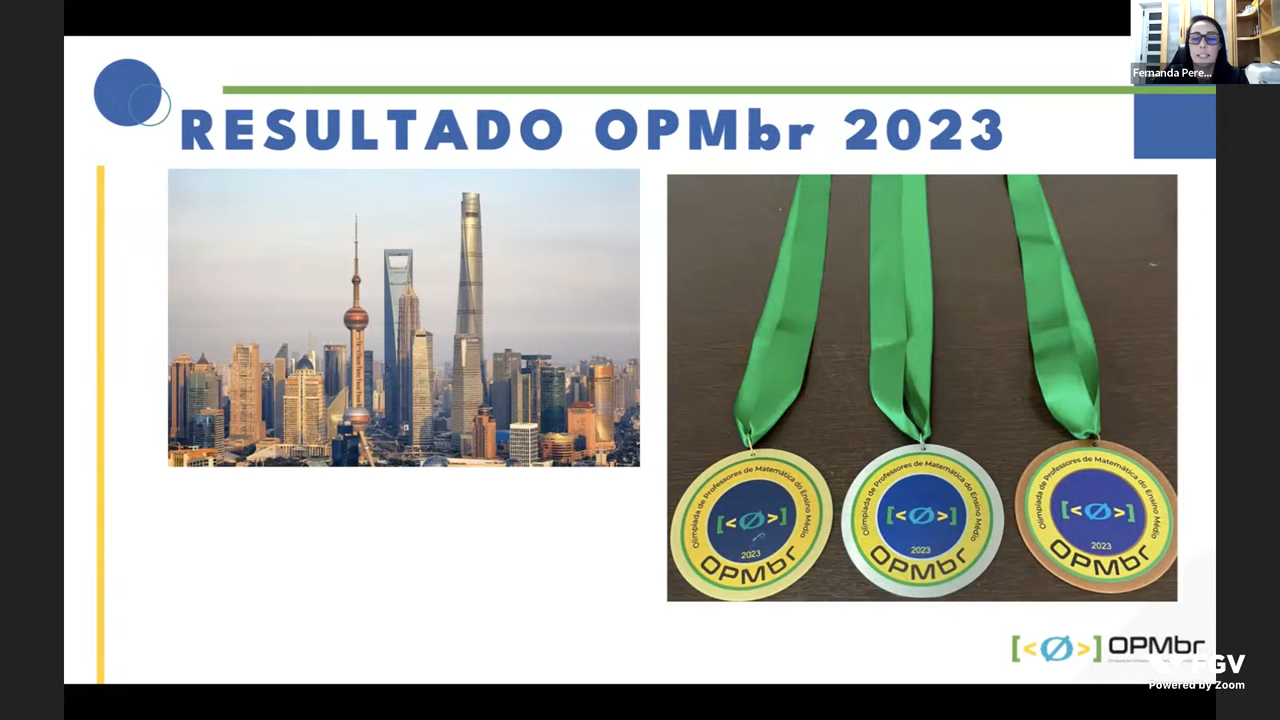 Fernanda Pere...
RESULTADO OPMbr 2023
Olimpíada de Professores de Matemática do Ensino Médio
[<Ø>]
2023
OPMbr
Olimpíada de Professores de Matemática do Ensino Médio
[<Ø>]
2023
OPMbr
Olimpíada de Professores de Matemática do Ensino Médio
[<Ø>]
2023
OPMbr
[<Ø>] OPMbr
FGV
Powered by Zoom